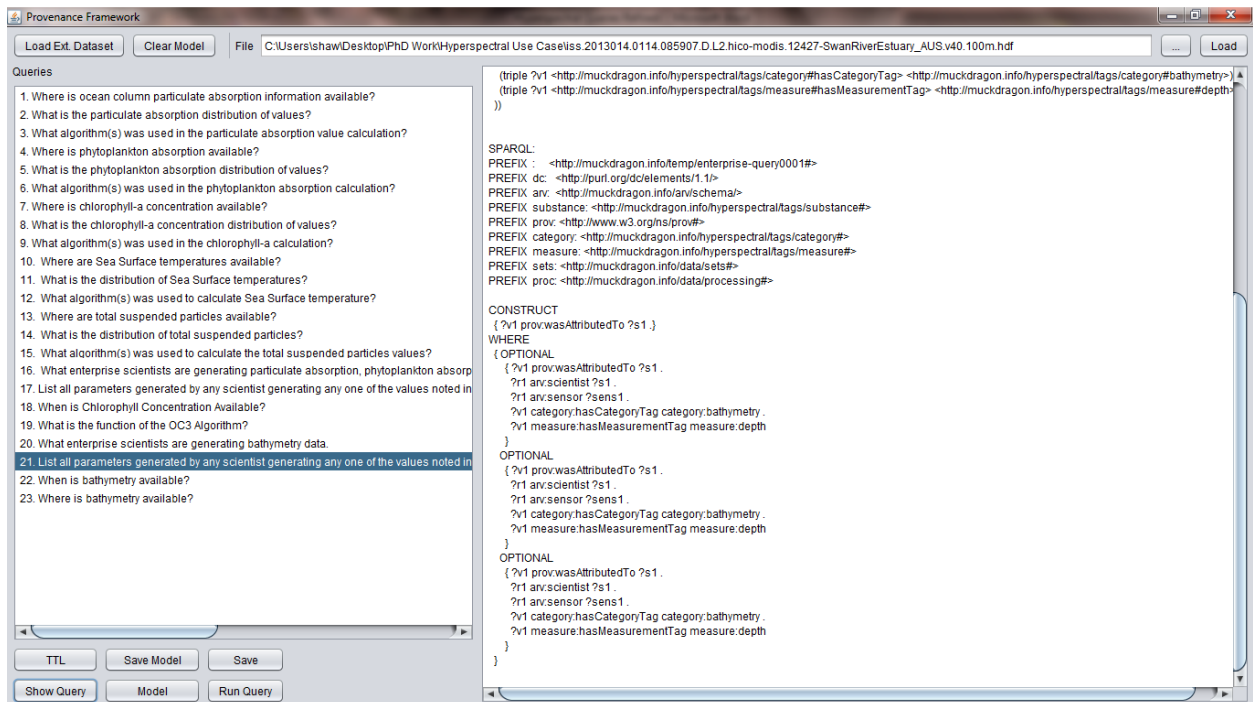 Provenance Framework
Load Ext. Dataset
Clear Model
File
C:\Users\shaw\Desktop\PhD Work\Hyperspectral Use Case\iss.2013014.0114.085907.D.L2.hico-modis.12427-SwanRiverEstuary_AUS.v40.100m.hdf
...
Load
Queries
1. Where is ocean column particulate absorption information available?
2. What is the particulate absorption distribution of values?
3. What algorithm(s) was used in the particulate absorption value calculation?
4. Where is phytoplankton absorption available?
5. What is the phytoplankton absorption distribution of values?
6. What algorithm(s) was used in the phytoplankton absorption calculation?
7. Where is chlorophyll-a concentration available?
8. What is the chlorophyll-a concentration distribution of values?
9. What algorithm(s) was used in the chlorophyll-a calculation?
10. Where are Sea Surface temperatures available?
11. What is the distribution of Sea Surface temperatures?
12. What algorithm(s) was used to calculate Sea Surface temperature?
13. Where are total suspended particles available?
14. What is the distribution of total suspended particles?
15. What algorithm(s) was used to calculate the total suspended particles values?
16. What enterprise scientists are generating particulate absorption, phytoplankton absorp
17. List all parameters generated by any scientist generating any one of the values noted in
18. When is Chlorophyll Concentration Available?
19. What is the function of the OC3 Algorithm?
20. What enterprise scientists are generating bathymetry data.
21. List all parameters generated by any scientist generating any one of the values noted in
22. When is bathymetry available?
23. Where is bathymetry available?
TTL
Save Model
Save
Show Query
Model
Run Query
(triple ?v1 <http://muckdragon.info/hyperspectral/tags/category#hasCategoryTag> <http://muckdragon.info/hyperspectral/tags/category#bathymetry>)
(triple ?v1 <http://muckdragon.info/hyperspectral/tags/measure#hasMeasurementTag> <http://muckdragon.info/hyperspectral/tags/measure#depth>
))
SPARQL:
PREFIX : <http://muckdragon.info/temp/enterprise-query0001#>
PREFIX dc: <http://purl.org/dc/elements/1.1/>
PREFIX arv: <http://muckdragon.info/arv/schema/>
PREFIX substance: <http://muckdragon.info/hyperspectral/tags/substance#>
PREFIX prov: <http://www.w3.org/ns/prov#>
PREFIX category: <http://muckdragon.info/hyperspectral/tags/category#>
PREFIX measure: <http://muckdragon.info/hyperspectral/tags/measure#>
PREFIX sets: <http://muckdragon.info/data/sets#>
PREFIX proc: <http://muckdragon.info/data/processing#>
CONSTRUCT
{ ?v1 prov:wasAttributedTo ?s1 .}
WHERE
{ OPTIONAL
{ ?v1 prov:wasAttributedTo ?s1 .
?r1 arv:scientist ?s1 .
?r1 arv:sensor ?sens1 .
?v1 category:hasCategoryTag category:bathymetry .
?v1 measure:hasMeasurementTag measure:depth
}
OPTIONAL
{ ?v1 prov:wasAttributedTo ?s1 .
?r1 arv:scientist ?s1 .
?r1 arv:sensor ?sens1 .
?v1 category:hasCategoryTag category:bathymetry .
?v1 measure:hasMeasurementTag measure:depth
}
OPTIONAL
{ ?v1 prov:wasAttributedTo ?s1 .
?r1 arv:scientist ?s1 .
?r1 arv:sensor ?sens1 .
?v1 category:hasCategoryTag category:bathymetry .
?v1 measure:hasMeasurementTag measure:depth
}
}